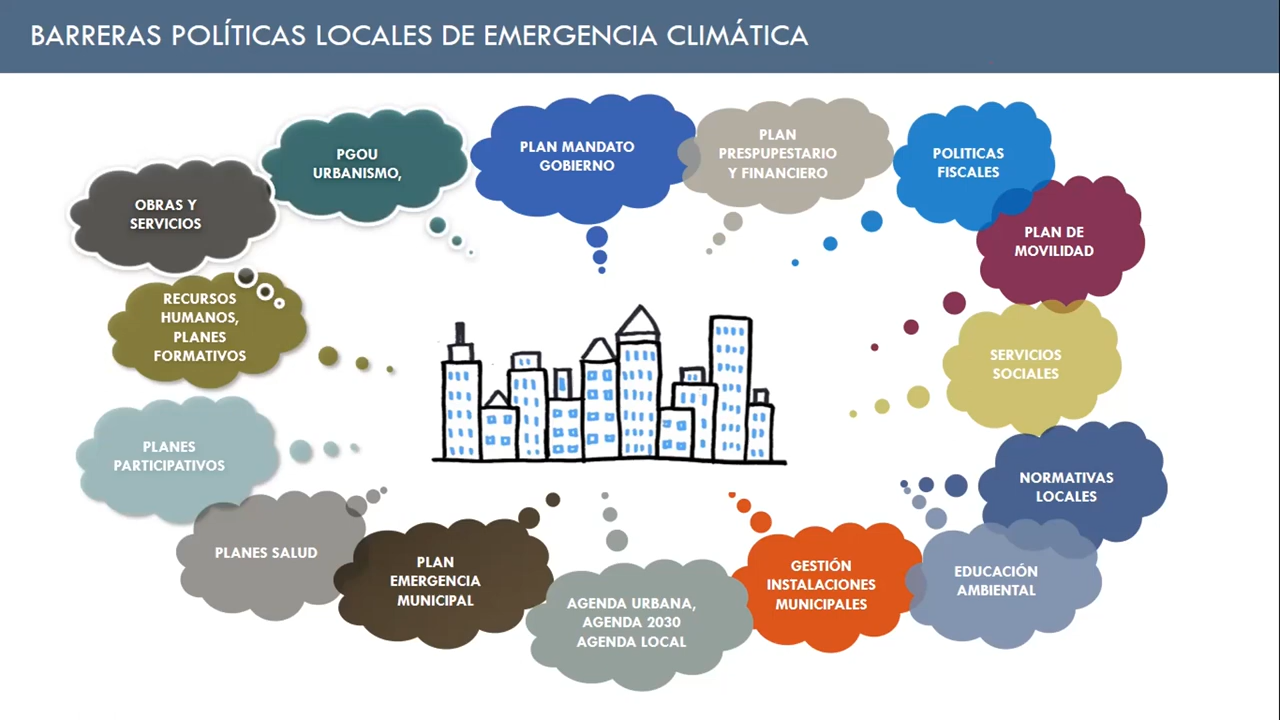 BARRERAS POLÍTICAS LOCALES DE EMERGENCIA CLIMÁTICA
PGOU
URBANISMO,
PLAN MANDATO
GOBIERNO
PLAN
PRESPUPESTARIO
Y FINANCIERO
POLITICAS
FISCALES
OBRAS Y
SERVICIOS
PLAN DE
MOVILIDAD
RECURSOS
HUMANOS,
PLANES
FORMATIVOS
SERVICIOS
SOCIALES
PLANES
PARTICIPATIVOS
NORMATIVAS
LOCALES
PLANES SALUD
PLAN
EMERGENCIA
MUNICIPAL
AGENDA URBANA,
AGENDA 2030
AGENDA LOCAL
GESTIÓN
INSTALACIONES
MUNICIPALES
EDUCACIÓN
AMBIENTAL